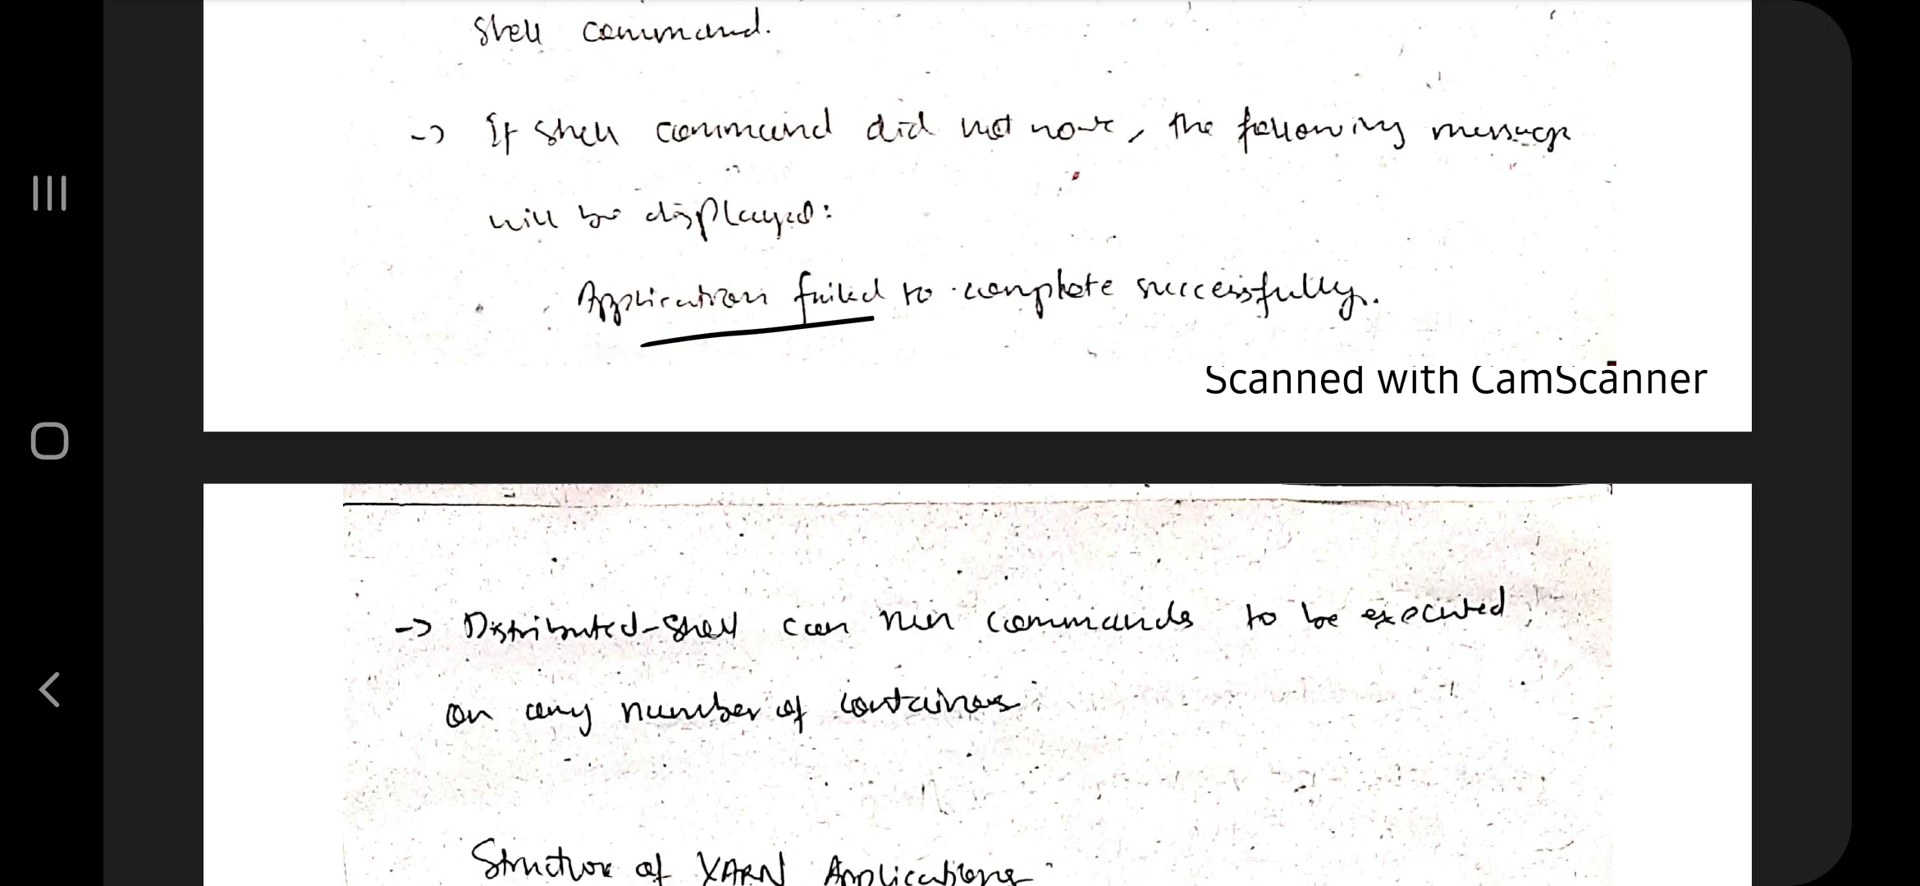 Shell command.
-> If shell command did not work, the following message
will be displayed:
Application failed to complete successfully.
Scanned with CamScanner
-> Distributed-Shell can run commands to be executed
on any number of containers.
Structure of YARN Applications: